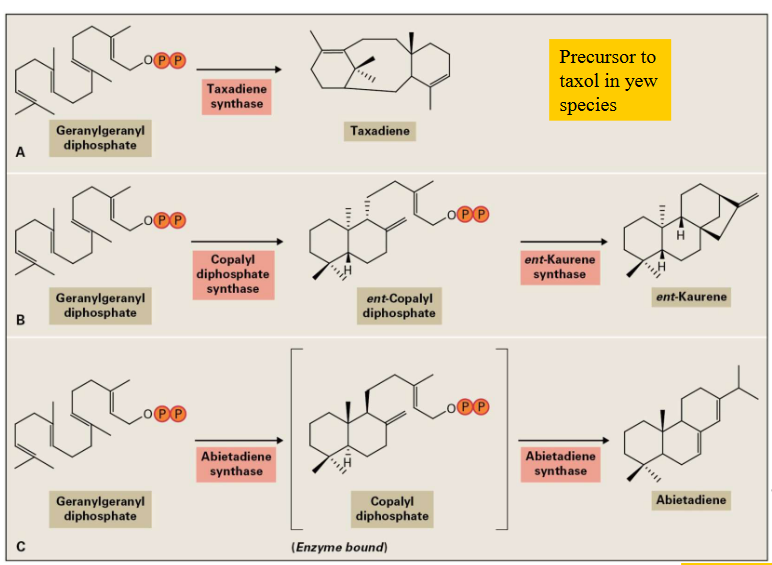 O P P
Taxadiene
synthase
Geranylgeranyl
diphosphate
Taxadiene
Precursor to
taxol in yew
species
A
O P P
Copalyl
diphosphate
synthase
Geranylgeranyl
diphosphate
H
O P P
ent-Copalyl
diphosphate
ent-Kaurene
synthase
H
H
ent-Kaurene
B
O P P
Abietadiene
synthase
Geranylgeranyl
diphosphate
H
O P P
Copalyl
diphosphate
(Enzyme bound)
Abietadiene
synthase
Abietadiene
C